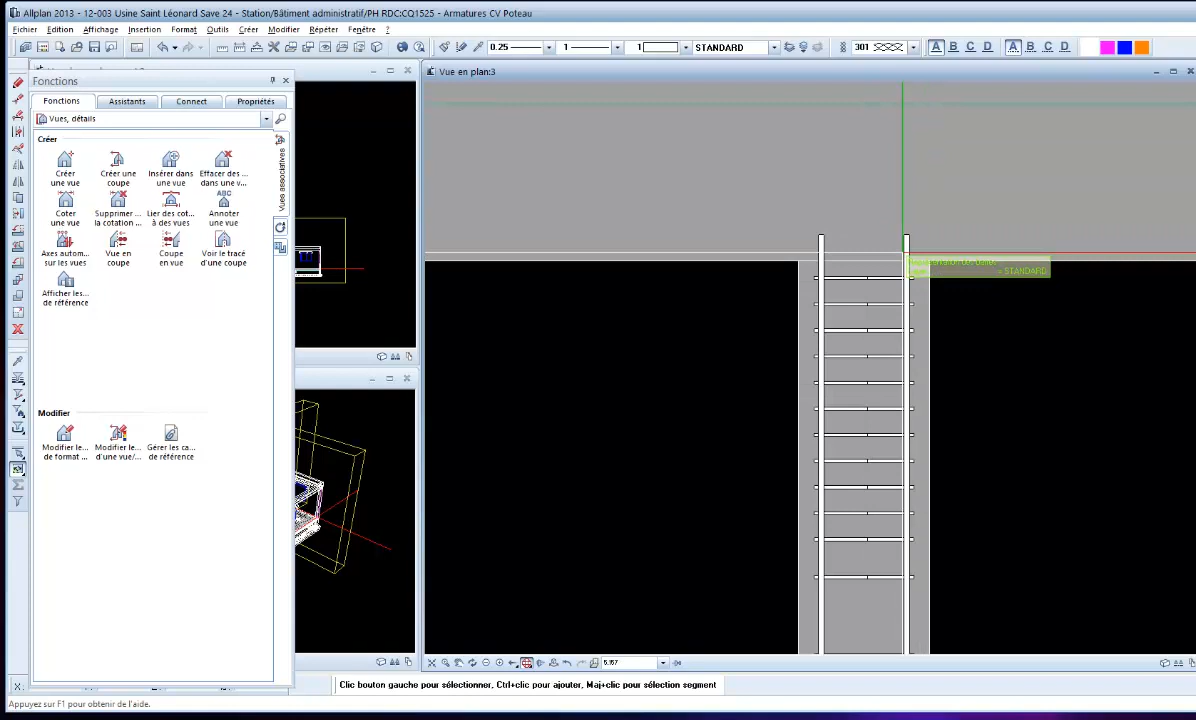 Allplan 2013 - 12-003 Usine Saint Léonard Save 24 - Station/Bâtiment administratif/PH RDC:CQ1525 - Armatures CV Poteau
Fichier Edition Affichage Insertion Format Outils Créer Modifier Répéter Fenêtre ?
0.25 1 1 STANDARD 301 A B C D A B C D
Fonctions
Vue en plan:3
Fonctions Assistants Connect Propriétés
Vues, détails
Créer
Vues associatives
Créer une vue
Créer une coupe
Insérer dans une vue
Effacer des ... dans une v...
Coter une vue
Supprimer ... la cotation ...
Lier des cot... à des vues
ABC
Annoter une vue
Axes autom... sur les vues
Vue en coupe
Coupe en vue
Voir le tracé d'une coupe
Afficher les... de référence
= STANDARD
Modifier
Modifier le... de format ...
Modifier le... d'une vue/...
Gérer les ca... de référence
5.157
X:
Clic bouton gauche pour sélectionner, Ctrl+clic pour ajouter, Maj+clic pour sélection segment
Appuyez sur F1 pour obtenir de l'aide.